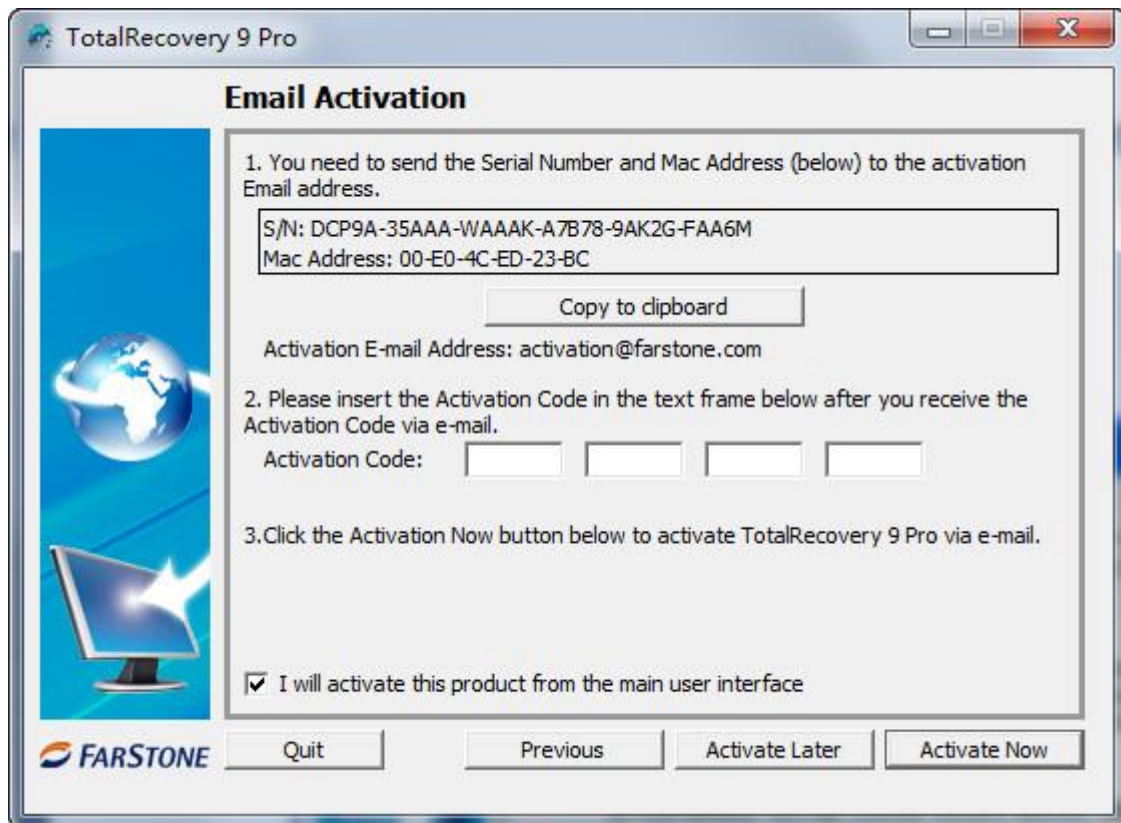 TotalRecovery 9 Pro
Email Activation
1. You need to send the Serial Number and Mac Address (below) to the activation
Email address.
S/N: DCP9A-35AAA-WAAAK-A7B78-9AK2G-FAA6M
Mac Address: 00-E0-4C-ED-23-BC
Copy to clipboard
Activation E-mail Address: activation@farstone.com
2. Please insert the Activation Code in the text frame below after you receive the
Activation Code via e-mail.
Activation Code:
3.Click the Activation Now button below to activate TotalRecovery 9 Pro via e-mail.
I will activate this product from the main user interface
FARSTONE
Quit
Previous
Activate Later
Activate Now